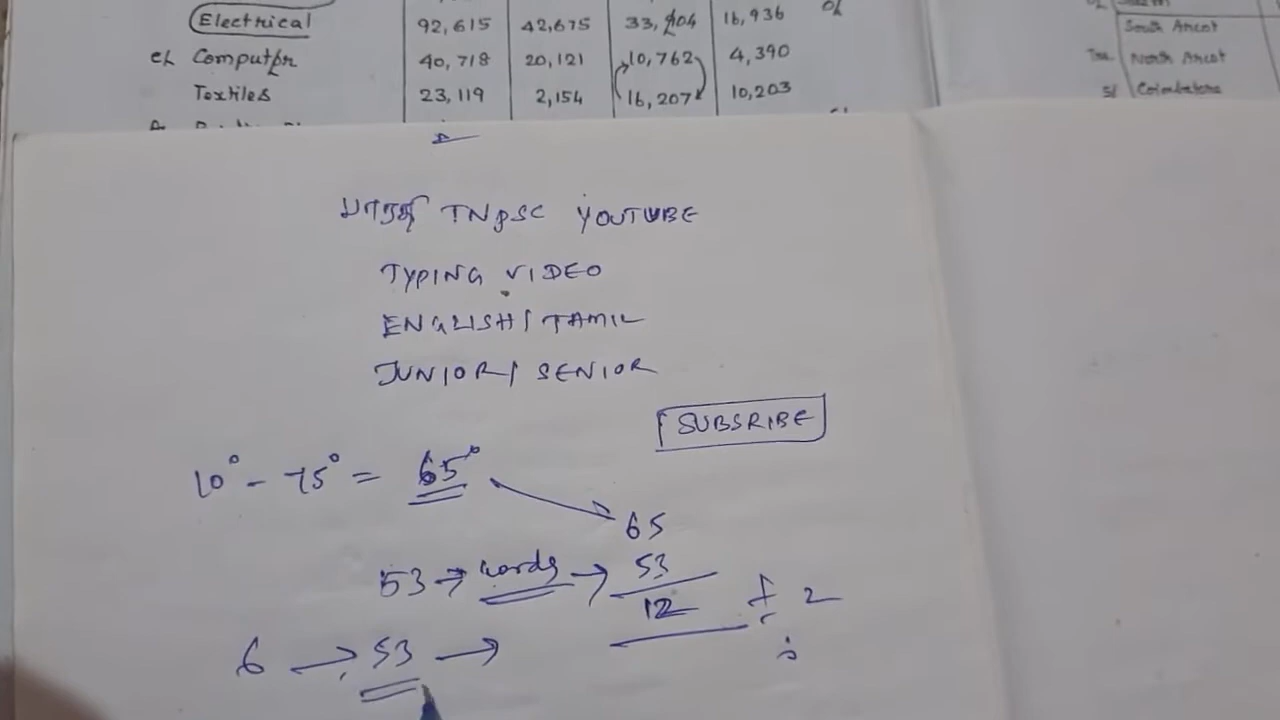 Electrical 92,615 42,675 33,204 16,936
Computer 40,718 20,121 10,762 4,390
Textiles 23,119 2,154 16,207 10,203
South Arcot
North Arcot
Coimbatore
பாரதி TNPSC YOUTUBE
TYPING VIDEO
ENGLISH / TAMIL
JUNIOR / SENIOR
SUBSRIBE
10° - 75° = 65°
65
53 → words → 53
12 ÷ 2
6 → 53 →